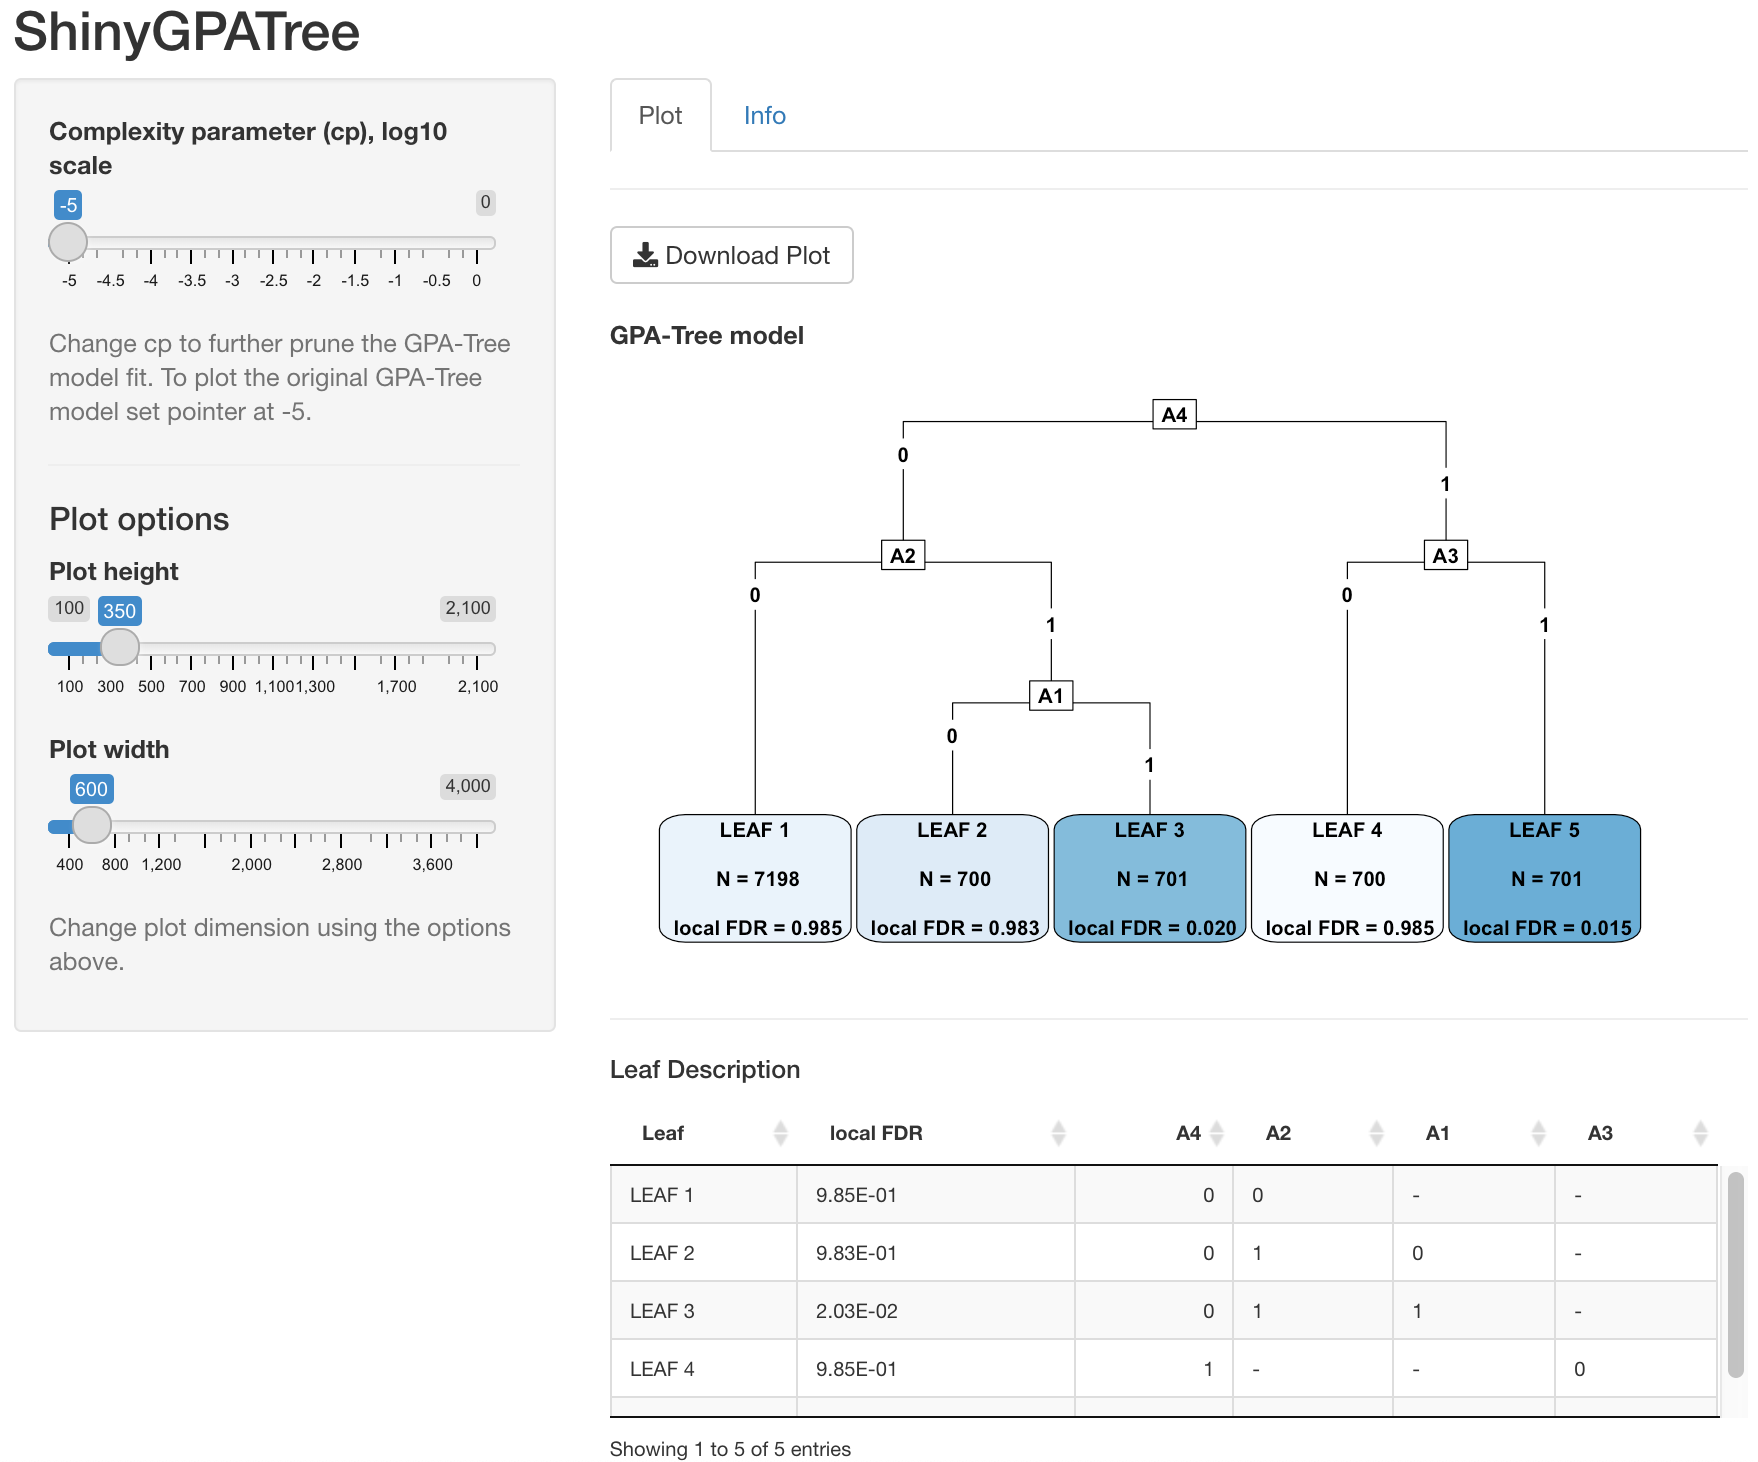 ShinyGPATree
Complexity parameter (cp), log10
scale
-5 0
-5 -4.5 -4 -3.5 -3 -2.5 -2 -1.5 -1 -0.5 0
Change cp to further prune the GPA-Tree
model fit. To plot the original GPA-Tree
model set pointer at -5.
Plot options
Plot height
100 350 2,100
100 300 500 700 900 1,100 1,300 1,700 2,100
Plot width
600 4,000
400 800 1,200 2,000 2,800 3,600
Change plot dimension using the options
above.
Plot Info
Download Plot
GPA-Tree model
A4
0
1
A2 A3
0 0
1 1
A1
0
1
LEAF 1 LEAF 2 LEAF 3 LEAF 4 LEAF 5
N = 7198 N = 700 N = 701 N = 700 N = 701
local FDR = 0.985 local FDR = 0.983 local FDR = 0.020 local FDR = 0.985 local FDR = 0.015
Leaf Description
Leaf local FDR A4 A2 A1 A3
LEAF 1 9.85E-01 0 0 - -
LEAF 2 9.83E-01 0 1 0 -
LEAF 3 2.03E-02 0 1 1 -
LEAF 4 9.85E-01 1 - - 0
Showing 1 to 5 of 5 entries